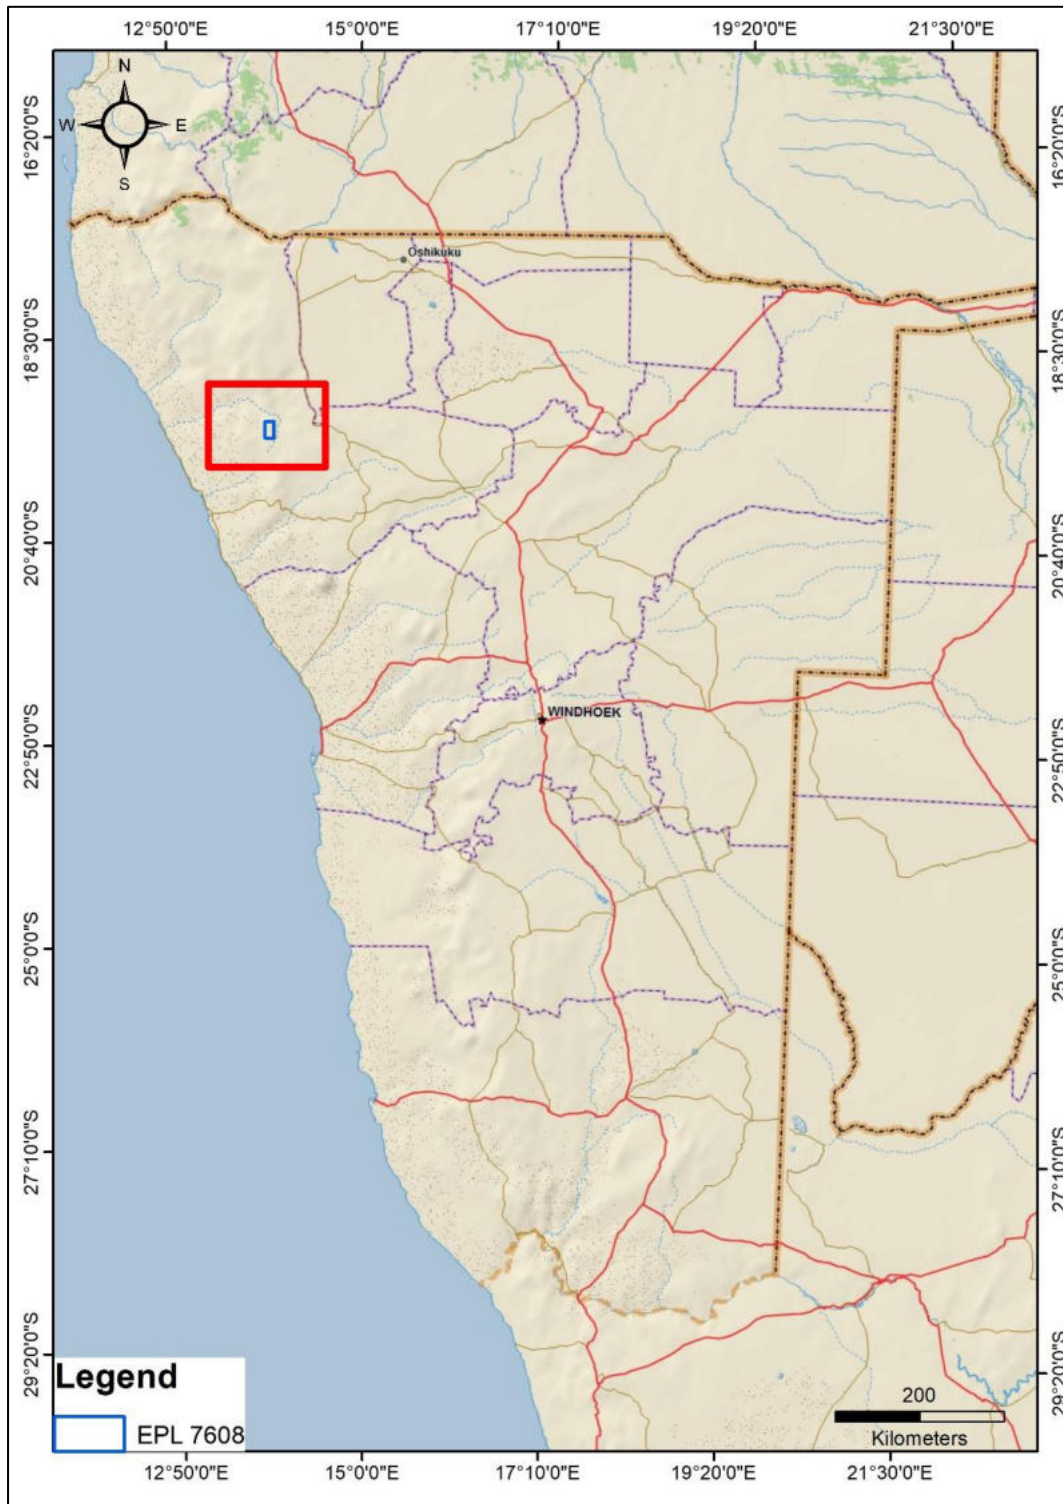 12°50'0"E 15°0'0"E 17°10'0"E 19°20'0"E 21°30'0"E
N
W E
S
16°20'0"S 16°20'0"S
Oshikuku
18°30'0"S 18°30'0"S
20°40'0"S 20°40'0"S
WINDHOEK
22°50'0"S 22°50'0"S
25°0'0"S 25°0'0"S
27°10'0"S 27°10'0"S
29°20'0"S 29°20'0"S
Legend
EPL 7608
200
Kilometers
12°50'0"E 15°0'0"E 17°10'0"E 19°20'0"E 21°30'0"E